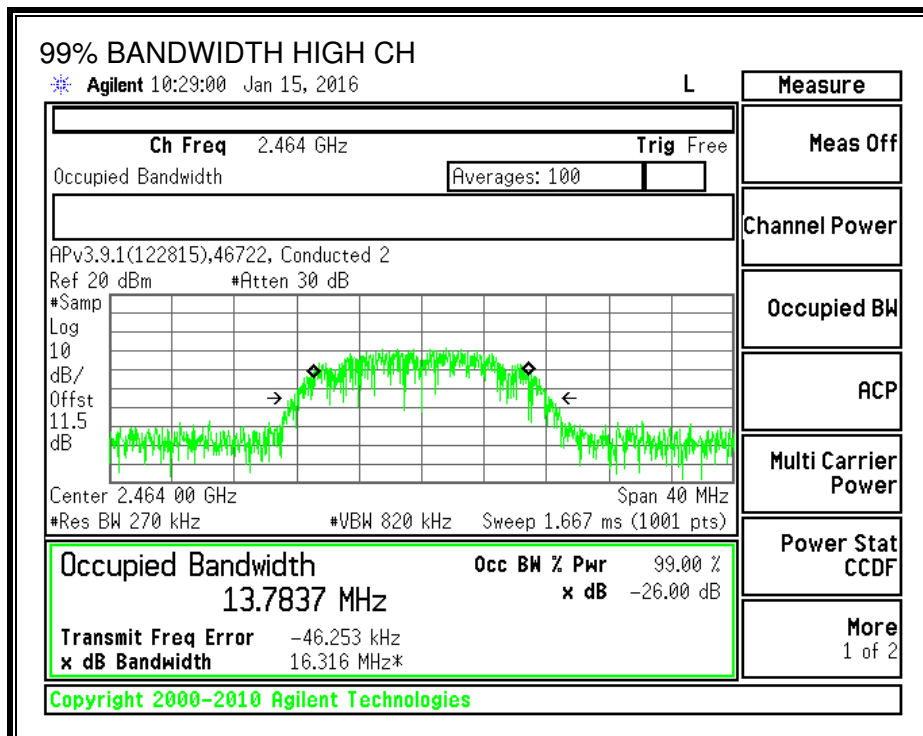 99% BANDWIDTH HIGH CH
Agilent 10:29:00 Jan 15, 2016 L
Measure
Ch Freq 2.464 GHz Trig Free
Meas Off
Occupied Bandwidth Averages: 100
Channel Power
APv3.9.1(122815),46722, Conducted 2
Ref 20 dBm #Atten 30 dB
#Samp
Log
10
dB/
Offst
11.5
dB
Occupied BW
ACP
Center 2.464 00 GHz Span 40 MHz
#Res BW 270 kHz #VBW 820 kHz Sweep 1.667 ms (1001 pts)
Multi Carrier
Power
Occupied Bandwidth Occ BW % Pwr 99.00 %
13.7837 MHz x dB -26.00 dB
Transmit Freq Error -46.253 kHz
x dB Bandwidth 16.316 MHz*
Power Stat
CCDF
More
1 of 2
Copyright 2000-2010 Agilent Technologies